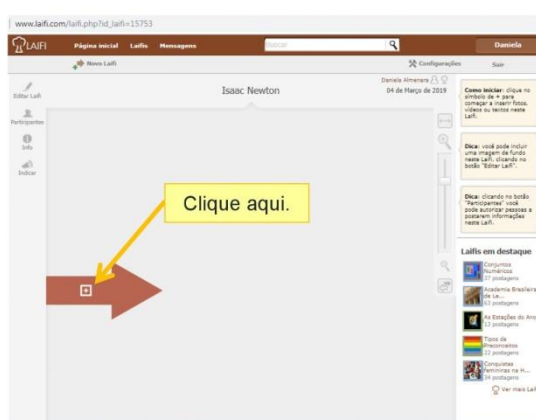 www.laifi.com/laifi.php?id_laifi=15753
LAIFI Página inicial Laifis Mensagens Buscar Daniela
Novo Laifi Configurações Sair
Editar Laifi
Participantes
Info
Indicar
Isaac Newton
Daniela Almenara
04 de Março de 2019
Clique aqui.
Como iniciar: clique no
símbolo de + para
começar a inserir fotos,
vídeos ou textos neste
Laifi.
Dica: você pode incluir
uma imagem de fundo
neste Laifi, clicando no
botão "Editar Laifi".
Dica: clicando no botão
"Participantes" você
pode autorizar pessoas a
postarem informações
neste Laifi.
Laifis em destaque
Conjuntos
Numéricos
37 postagens
Academia Brasileira
de Le...
63 postagens
As Estações do Ano
13 postagens
Tipos de
Preconceitos
22 postagens
Conquistas
femininas na H...
34 postagens
Ver mais Laifi